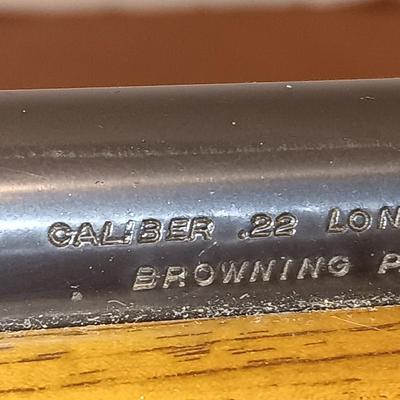 CALIBER .22 LON
BROWNING P